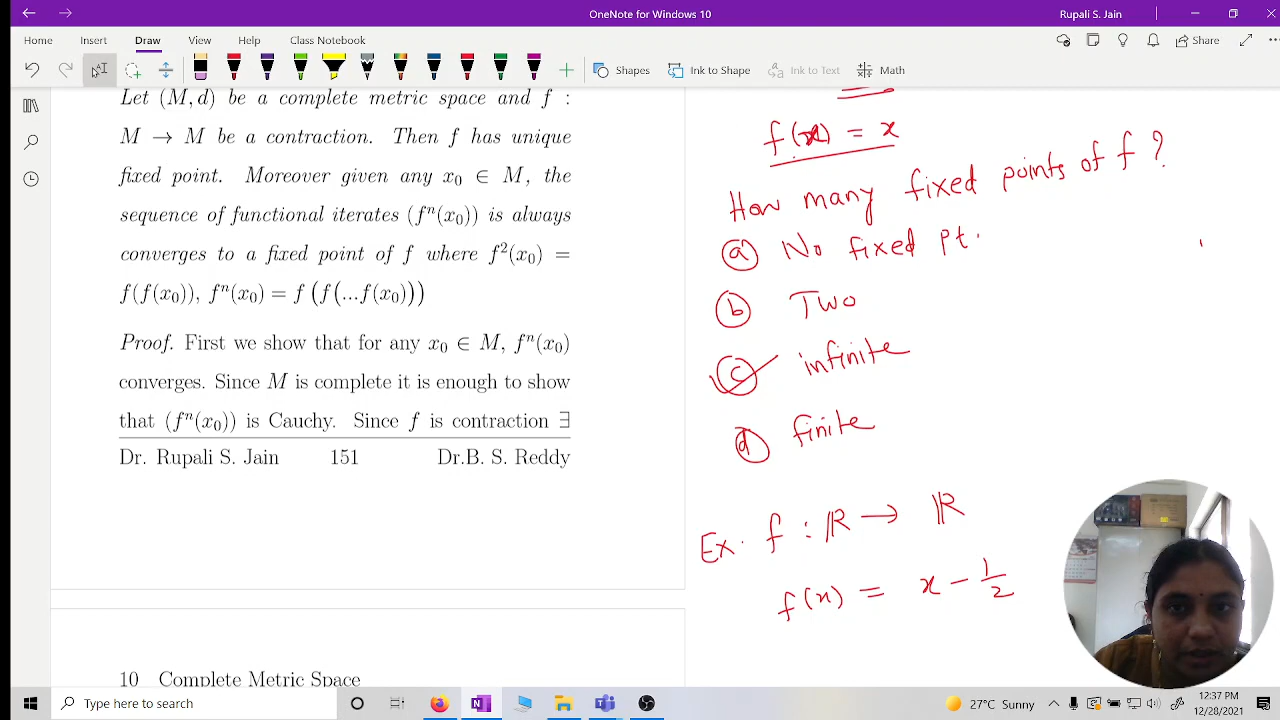 OneNote for Windows 10
Rupali S. Jain
Home Insert Draw View Help Class Notebook
Share
Shapes Ink to Shape Ink to Text Math
Let (M, d) be a complete metric space and f :
M → M be a contraction. Then f has unique
fixed point. Moreover given any x₀ ∈ M, the
sequence of functional iterates (fⁿ(x₀)) is always
converges to a fixed point of f where f²(x₀) =
f(f(x₀)), fⁿ(x₀) = f (f(...f(x₀)))
Proof. First we show that for any x₀ ∈ M, fⁿ(x₀)
converges. Since M is complete it is enough to show
that (fⁿ(x₀)) is Cauchy. Since f is contraction ∃
Dr. Rupali S. Jain 151 Dr.B. S. Reddy
10 Complete Metric Space
f(x) = x
How many fixed points of f ?
(a) No fixed pt.
(b) Two
(c) infinite
(d) finite
Ex. f : ℝ → ℝ
f(x) = x - 1/2
Type here to search
27°C Sunny
12:37 PM
12/28/2021